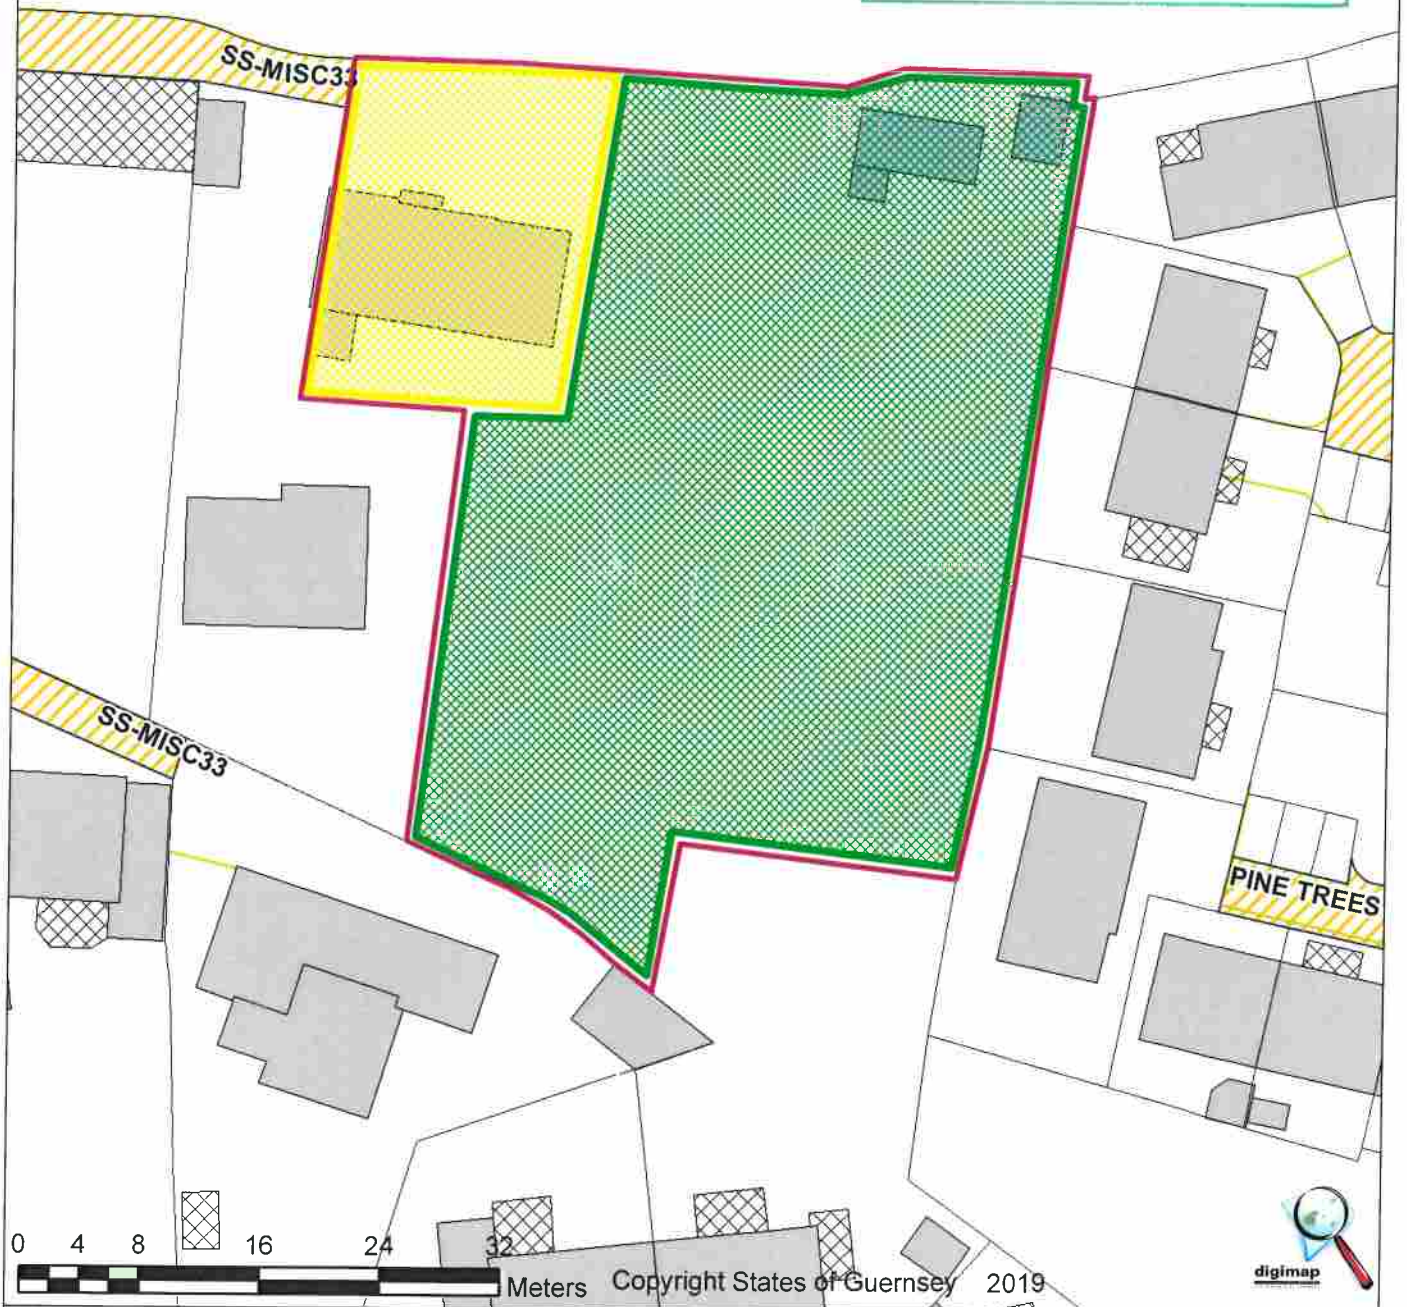 SS-MISC33
SS-MISC33
PINE TREES
0 4 8 16 24 32
Meters
Copyright States of Guernsey 2019
digimap